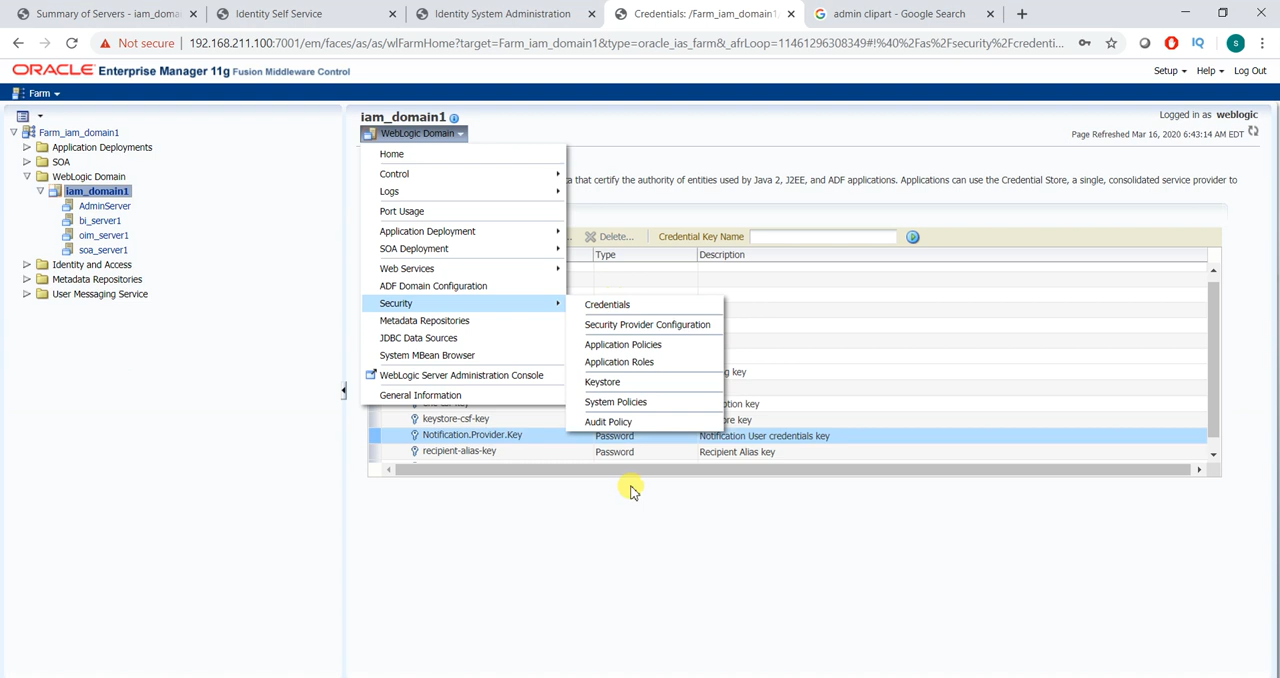 Summary of Servers - iam_domai
Identity Self Service
Identity System Administration
Credentials: /Farm_iam_domain1
admin clipart - Google Search
Not secure
192.168.211.100:7001/em/faces/as/as/wlFarmHome?target=Farm_iam_domain1&type=oracle_ias_farm&_afrLoop=11461296308349#!%40%2Fas%2Fsecurity%2Fcredenti...
ORACLE Enterprise Manager 11g Fusion Middleware Control
Setup Help Log Out
Farm
iam_domain1
Logged in as weblogic
WebLogic Domain
Page Refreshed Mar 16, 2020 6:43:14 AM EDT
Farm_iam_domain1
Application Deployments
SOA
WebLogic Domain
iam_domain1
AdminServer
bi_server1
oim_server1
soa_server1
Identity and Access
Metadata Repositories
User Messaging Service
Home
Control
Logs
Port Usage
Application Deployment
SOA Deployment
Web Services
ADF Domain Configuration
Security
Metadata Repositories
JDBC Data Sources
System MBean Browser
WebLogic Server Administration Console
General Information
Credentials
Security Provider Configuration
Application Policies
Application Roles
Keystore
System Policies
Audit Policy
that certify the authority of entities used by Java 2, J2EE, and ADF applications. Applications can use the Credential Store, a single, consolidated service provider to
Delete...
Credential Key Name
Type
Description
key
key
keystore-csf-key
key
Notification.Provider.Key
Password
Notification User credentials key
recipient-alias-key
Password
Recipient Alias key